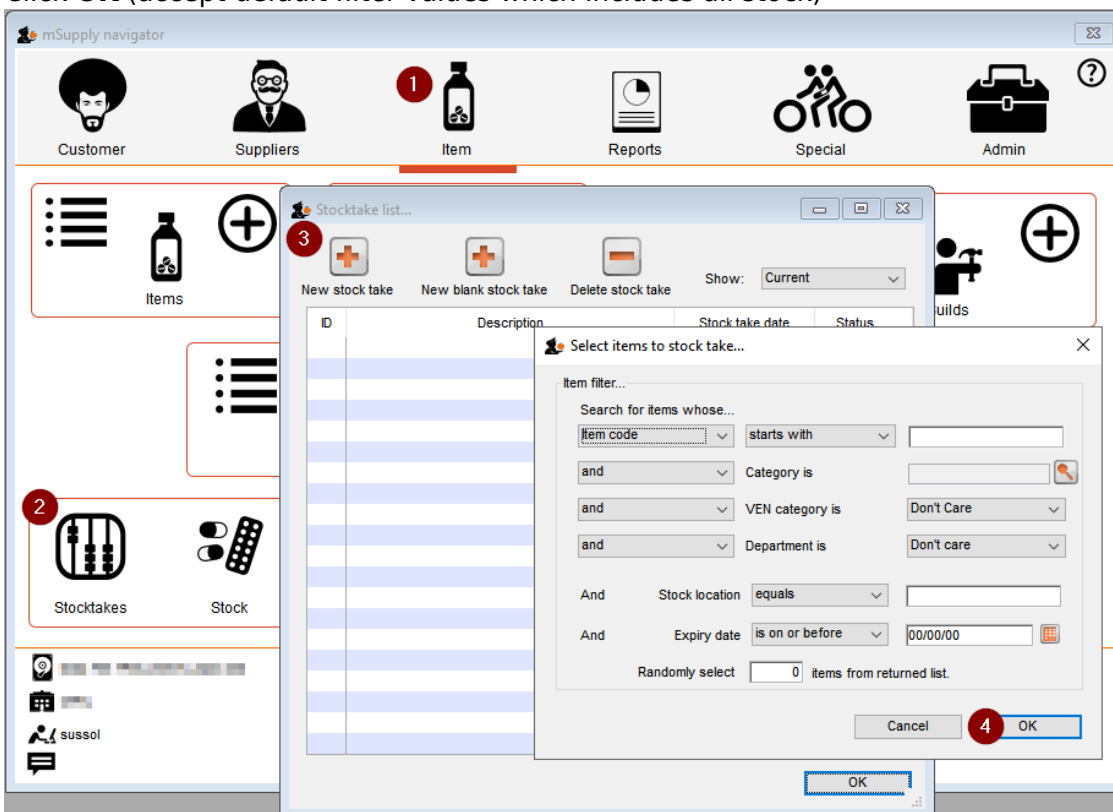 Click OK (accept default filter values which includes all stock)
mSupply navigator
1
?
Customer Suppliers Item Reports Special Admin
Stocktake list...
3
New stock take New blank stock take Delete stock take Show: Current
Items
ID Description Stock take date Status
uilds
Select items to stock take...
Item filter...
Search for items whose...
Item code starts with
and Category is
and VEN category is Don't Care
and Department is Don't care
2
Stocktakes Stock
And Stock location equals
And Expiry date is on or before 00/00/00
Randomly select 0 items from returned list.
Cancel 4 OK
sussol
OK